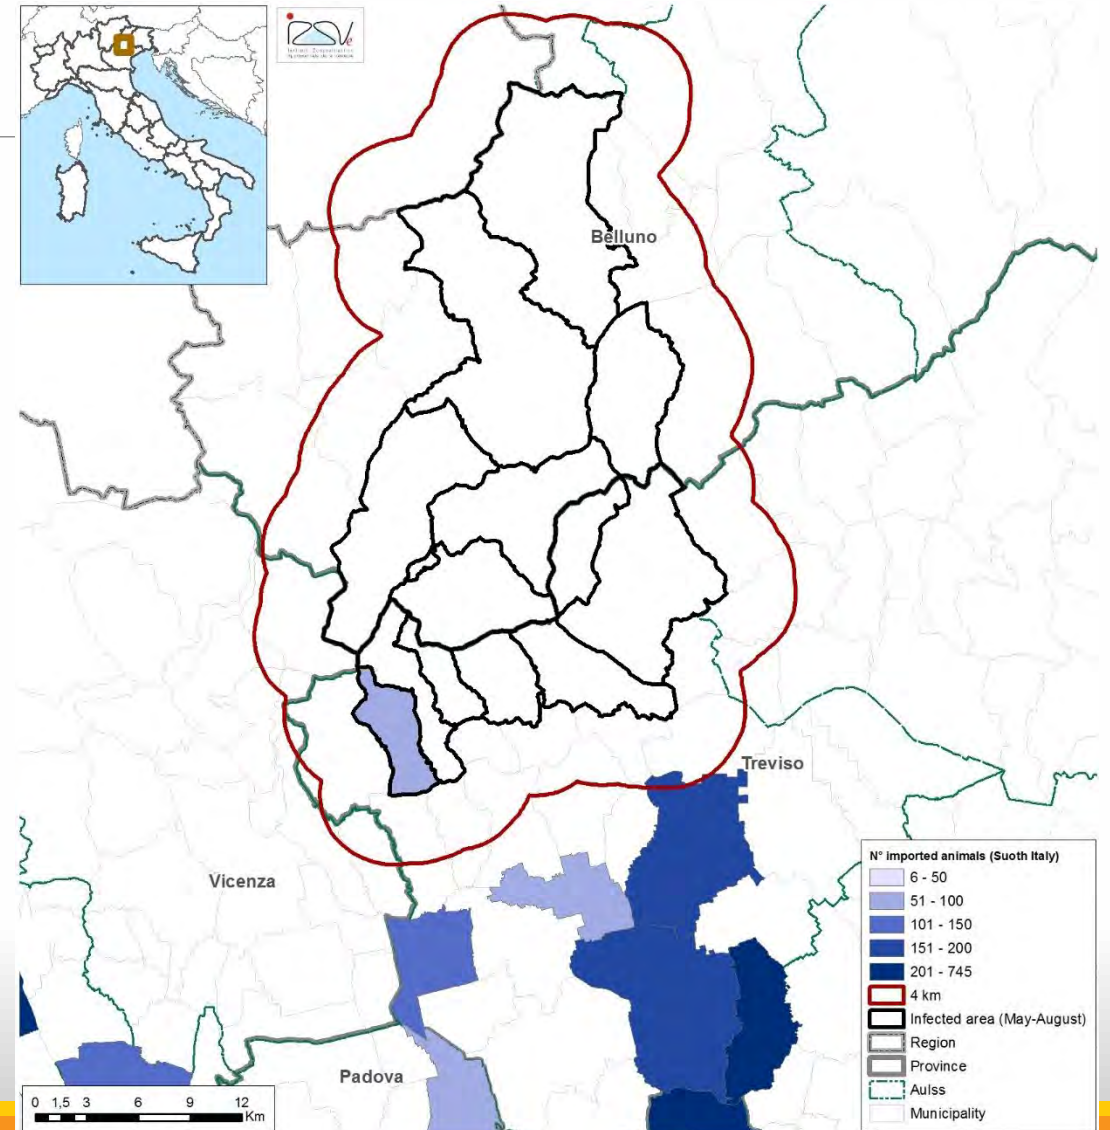 IZSVe
Belluno
Treviso
Vicenza
Padova
N° imported animals (Suoth Italy)
6 - 50
51 - 100
101 - 150
151 - 200
201 - 745
4 km
Infected area (May-August)
Region
Province
Aulss
Municipality
0 1,5 3 6 9 12
Km